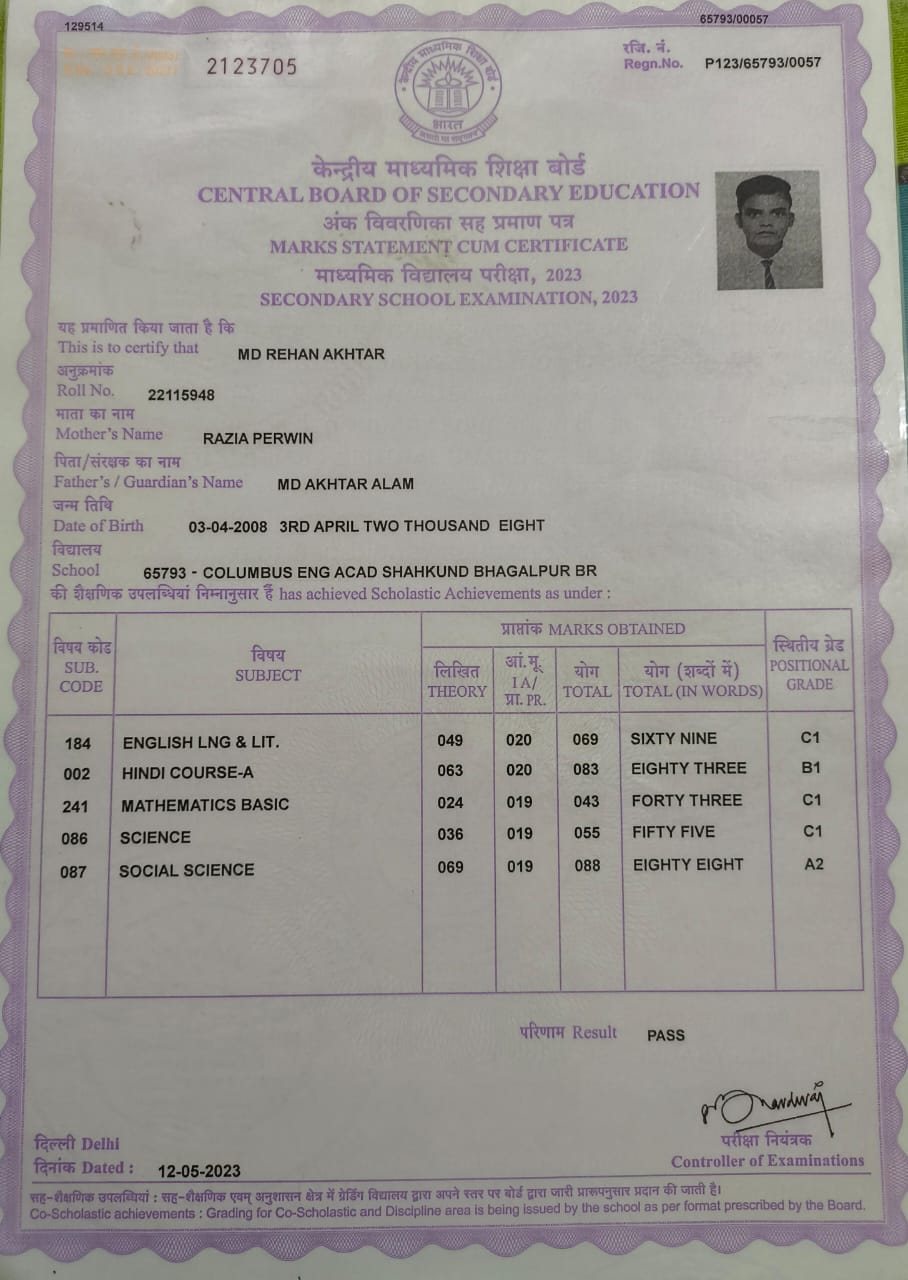 129514
65793/00057
2123705
रजि. नं.
Regn.No. P123/65793/0057
केन्द्रीय माध्यमिक शिक्षा बोर्ड
भारत
केन्द्रीय माध्यमिक शिक्षा बोर्ड
CENTRAL BOARD OF SECONDARY EDUCATION
अंक विवरणिका सह प्रमाण पत्र
MARKS STATEMENT CUM CERTIFICATE
माध्यमिक विद्यालय परीक्षा, 2023
SECONDARY SCHOOL EXAMINATION, 2023
यह प्रमाणित किया जाता है कि
This is to certify that MD REHAN AKHTAR
अनुक्रमांक
Roll No. 22115948
माता का नाम
Mother's Name RAZIA PERWIN
पिता/संरक्षक का नाम
Father's / Guardian's Name MD AKHTAR ALAM
जन्म तिथि
Date of Birth 03-04-2008 3RD APRIL TWO THOUSAND EIGHT
विद्यालय
School 65793 - COLUMBUS ENG ACAD SHAHKUND BHAGALPUR BR
की शैक्षणिक उपलब्धियां निम्नानुसार हैं has achieved Scholastic Achievements as under :
विषय कोड
SUB.
CODE
विषय
SUBJECT
प्राप्तांक MARKS OBTAINED
लिखित
THEORY
आं.मू.
I A/
प्रा. PR.
योग
TOTAL
योग (शब्दों में)
TOTAL (IN WORDS)
स्थितीय ग्रेड
POSITIONAL
GRADE
184 ENGLISH LNG & LIT. 049 020 069 SIXTY NINE C1
002 HINDI COURSE-A 063 020 083 EIGHTY THREE B1
241 MATHEMATICS BASIC 024 019 043 FORTY THREE C1
086 SCIENCE 036 019 055 FIFTY FIVE C1
087 SOCIAL SCIENCE 069 019 088 EIGHTY EIGHT A2
परिणाम Result PASS
दिल्ली Delhi
दिनांक Dated : 12-05-2023
परीक्षा नियंत्रक
Controller of Examinations
सह-शैक्षणिक उपलब्धियां : सह-शैक्षणिक एवम् अनुशासन क्षेत्र में ग्रेडिंग विद्यालय द्वारा अपने स्तर पर बोर्ड द्वारा जारी प्रारूपनुसार प्रदान की जाती है।
Co-Scholastic achievements : Grading for Co-Scholastic and Discipline area is being issued by the school as per format prescribed by the Board.